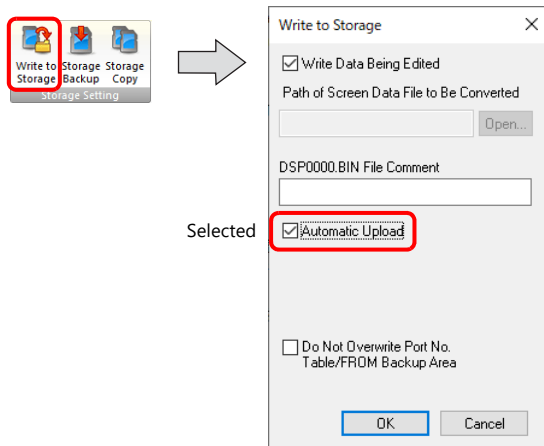 Write to Storage Storage
Storage Backup Copy
Storage Setting
Write to Storage
Write Data Being Edited
Path of Screen Data File to Be Converted
Open...
DSP0000.BIN File Comment
Selected
Automatic Upload
Do Not Overwrite Port No.
Table/FROM Backup Area
OK Cancel